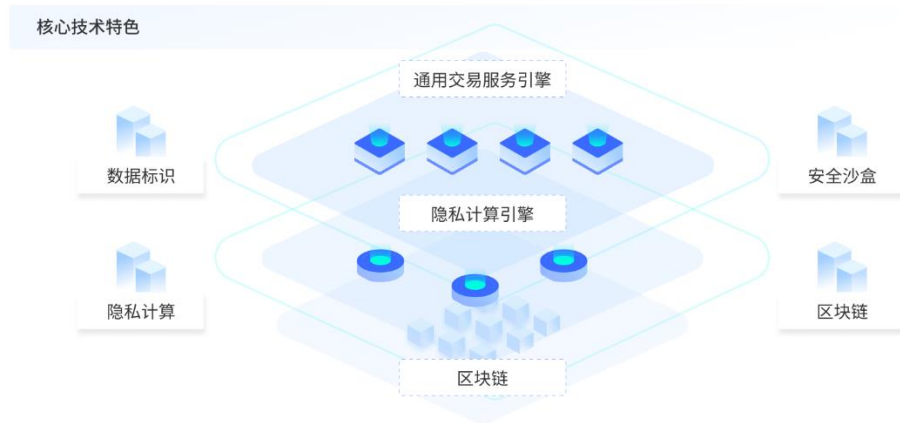 核心技术特色
通用交易服务引擎
数据标识
安全沙盒
隐私计算引擎
隐私计算
区块链
区块链